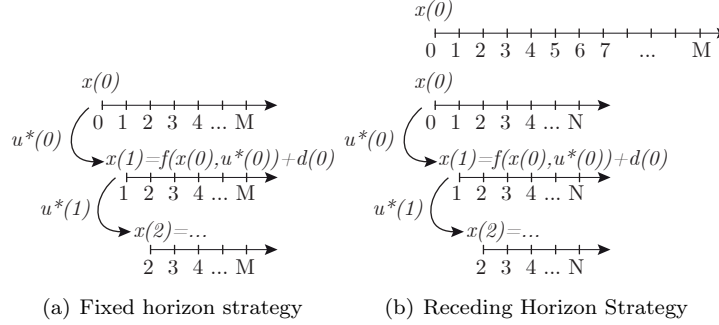 x(0)
0 1 2 3 4 5 6 7 ... M
x(0)
0 1 2 3 4 ... M
u*(0)
x(1)=f(x(0),u*(0))+d(0)
1 2 3 4 ... M
u*(1)
x(2)=...
2 3 4 ... M
(a) Fixed horizon strategy
x(0)
0 1 2 3 4 ... N
u*(0)
x(1)=f(x(0),u*(0))+d(0)
1 2 3 4 ... N
u*(1)
x(2)=...
2 3 4 ... N
(b) Receding Horizon Strategy